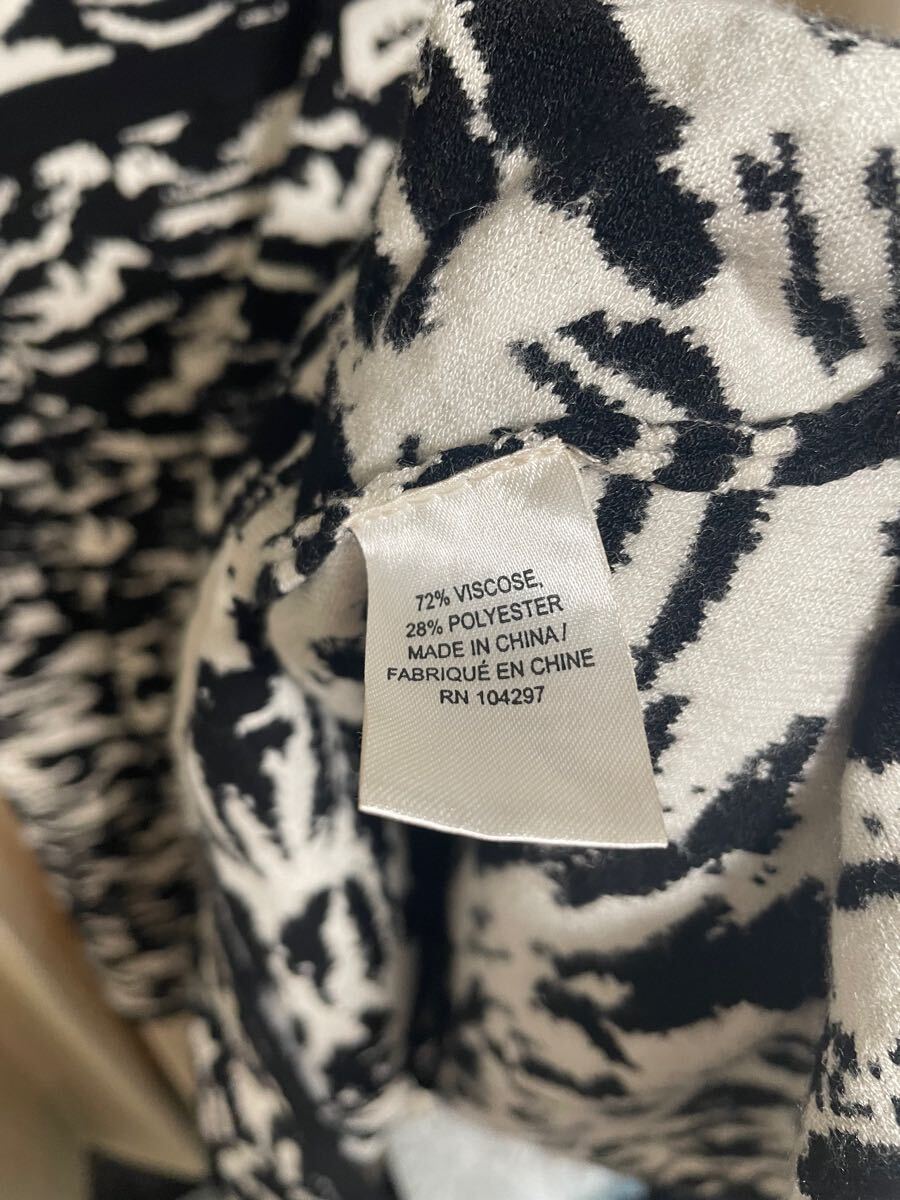 72% VISCOSE,
28% POLYESTER
MADE IN CHINA/
FABRIQUÉ EN CHINE
RN 104297